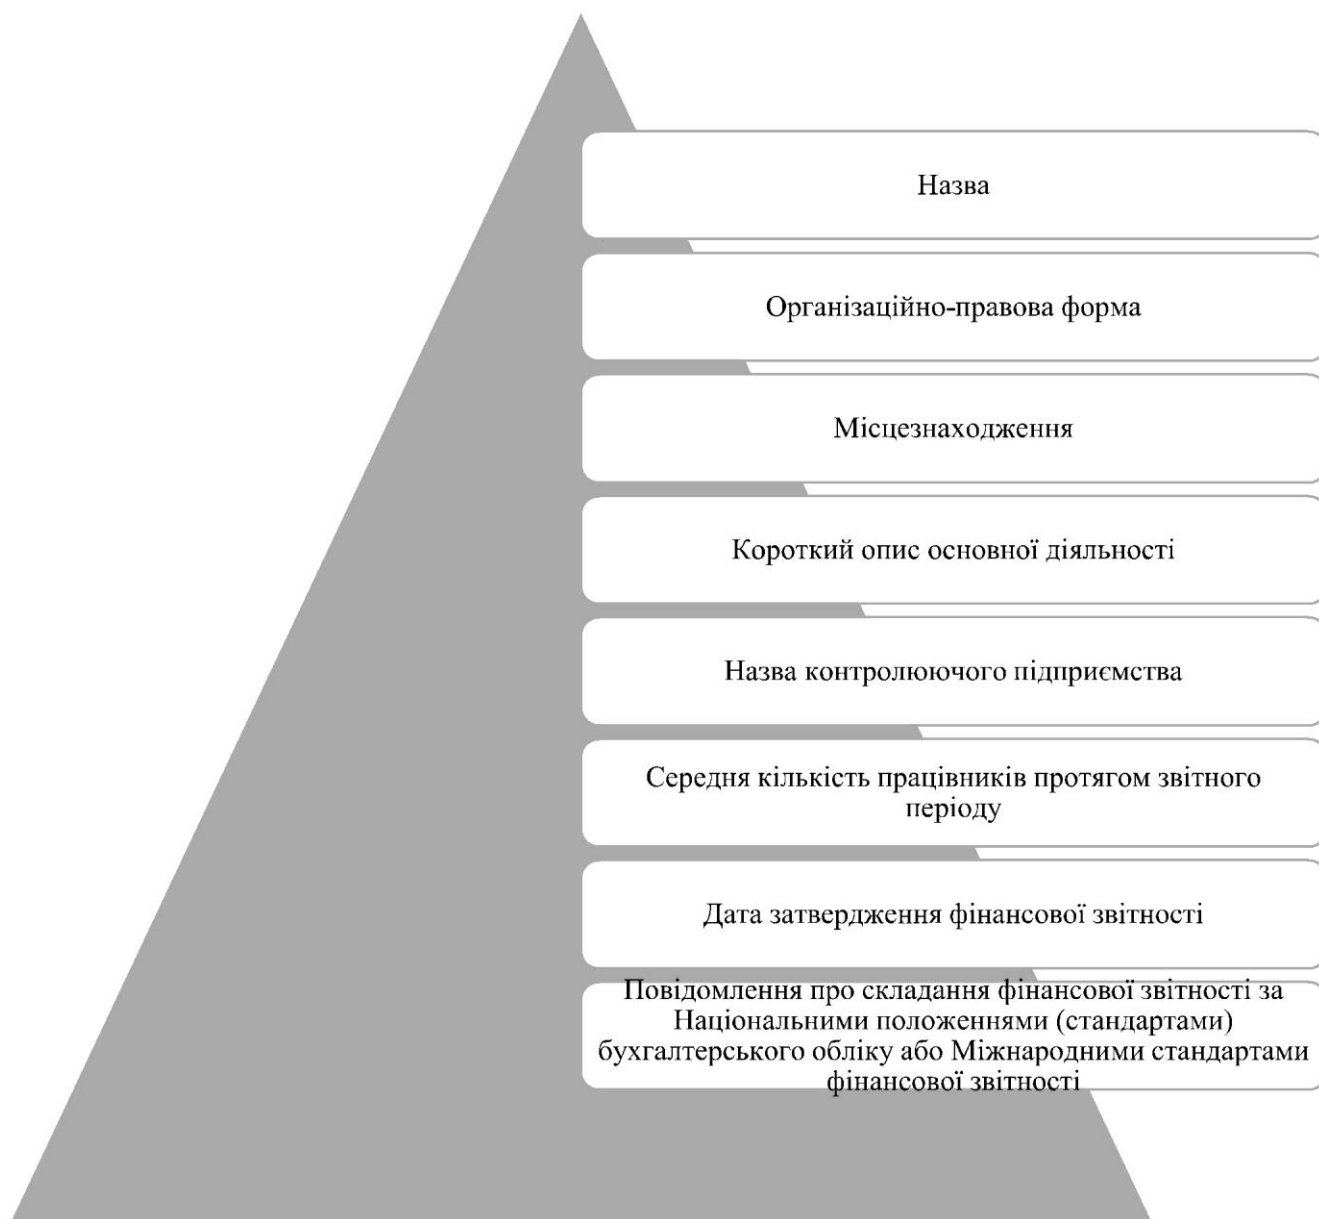 Назва
Організаційно-правова форма
Місцезнаходження
Короткий опис основної діяльності
Назва контролюючого підприємства
Середня кількість працівників протягом звітного
періоду
Дата затвердження фінансової звітності
Повідомлення про складання фінансової звітності за
Національними положеннями (стандартами)
бухгалтерського обліку або Міжнародними стандартами
фінансової звітності